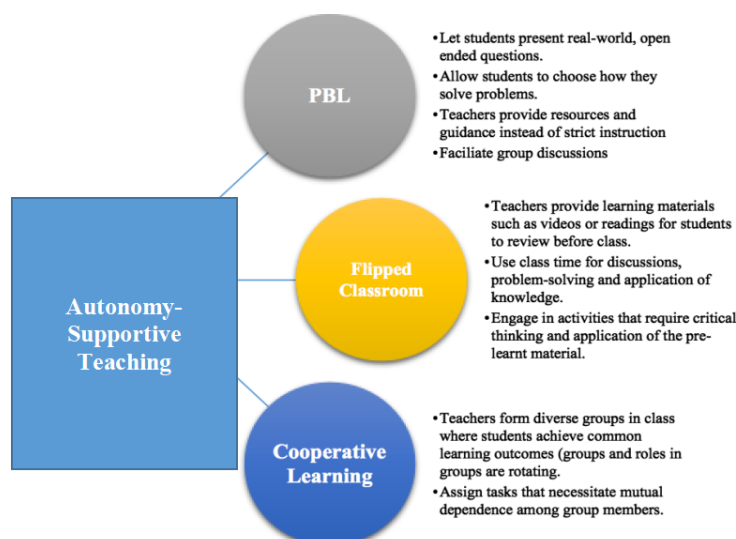 PBL
•Let students present real-world, open
ended questions.
•Allow students to choose how they
solve problems.
•Teachers provide resources and
guidance instead of strict instruction
•Faciliate group discussions
Autonomy-
Supportive
Teaching
Flipped
Classroom
•Teachers provide learning materials
such as videos or readings for students
to review before class.
•Use class time for discussions,
problem-solving and application of
knowledge.
•Engage in activities that require critical
thinking and application of the pre-
learnt material.
Cooperative
Learning
•Teachers form diverse groups in class
where students achieve common
learning outcomes (groups and roles in
groups are rotating.
•Assign tasks that necessitate mutual
dependence among group members.